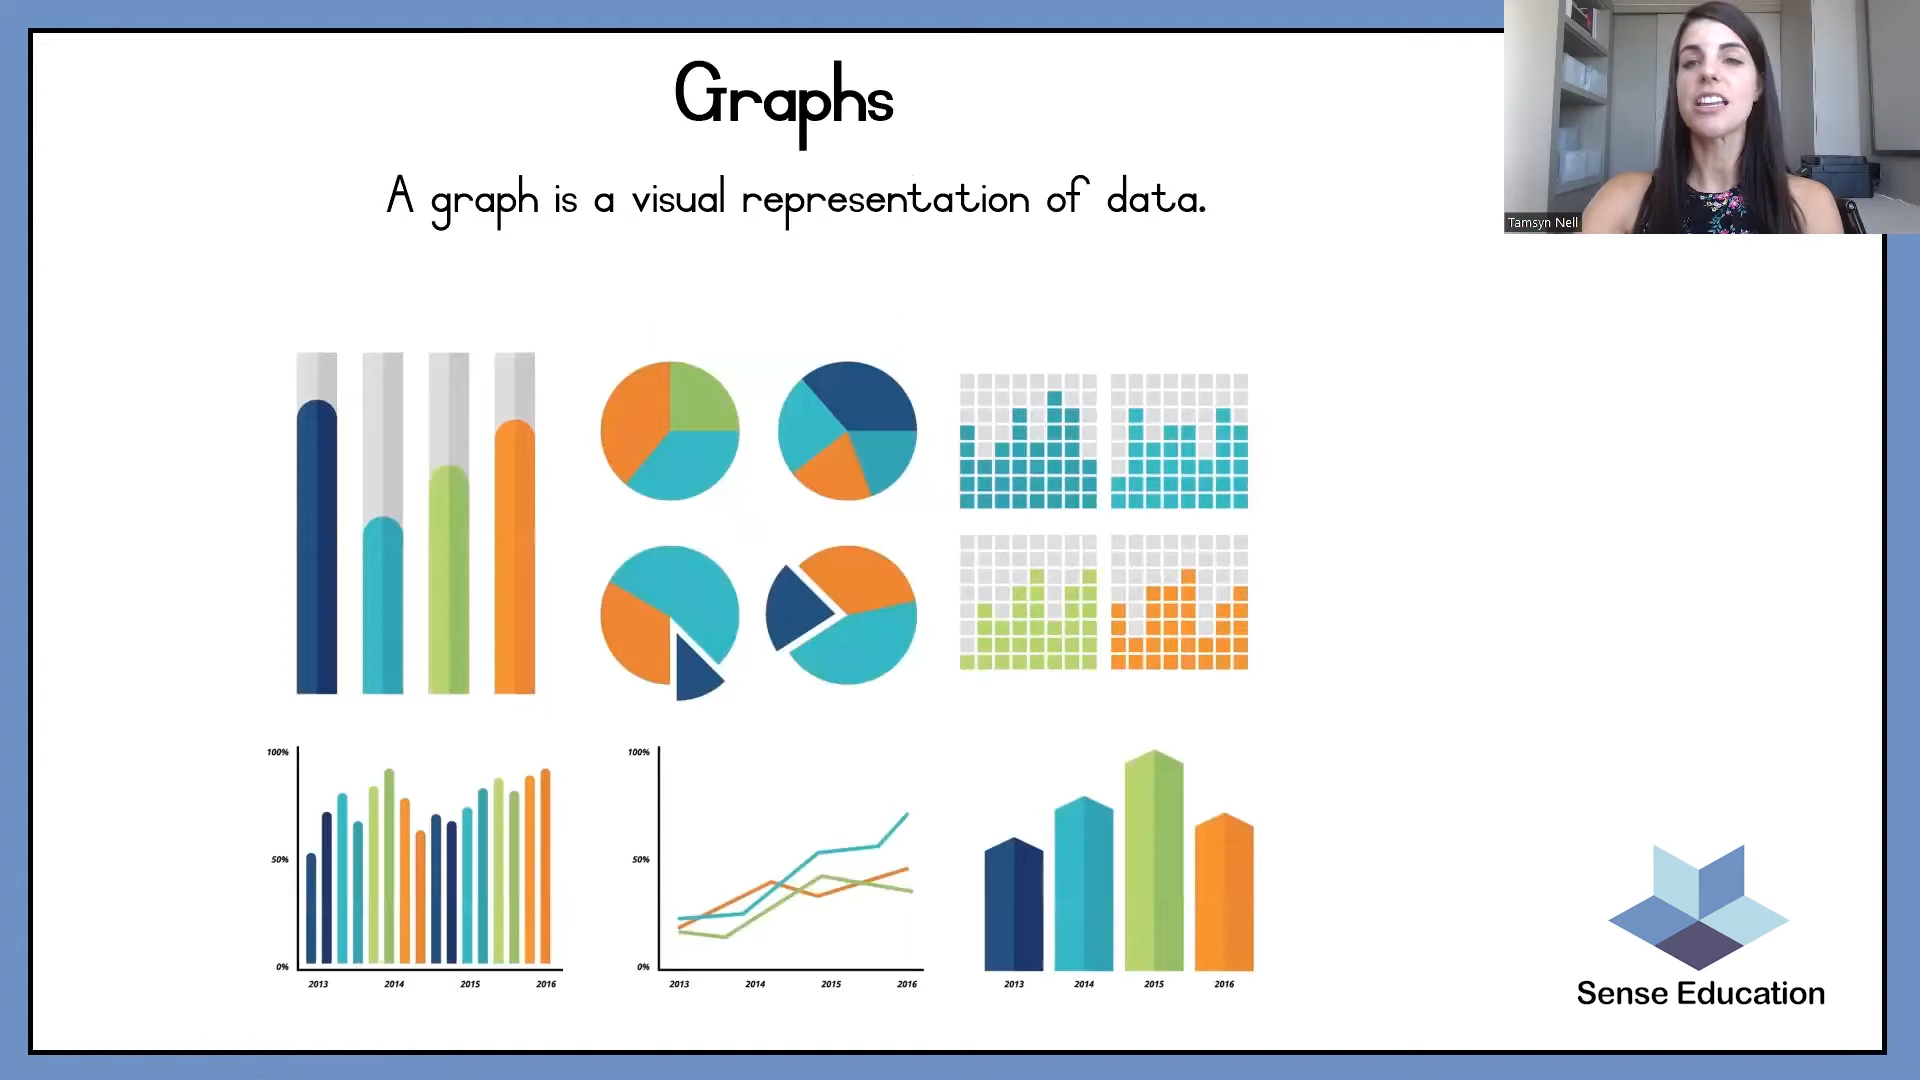 Graphs
A graph is a visual representation of data.
Tamsyn Nell
100%
50%
0%
2013 2014 2015 2016
100%
50%
0%
2013 2014 2015 2016
2013 2014 2015 2016
Sense Education